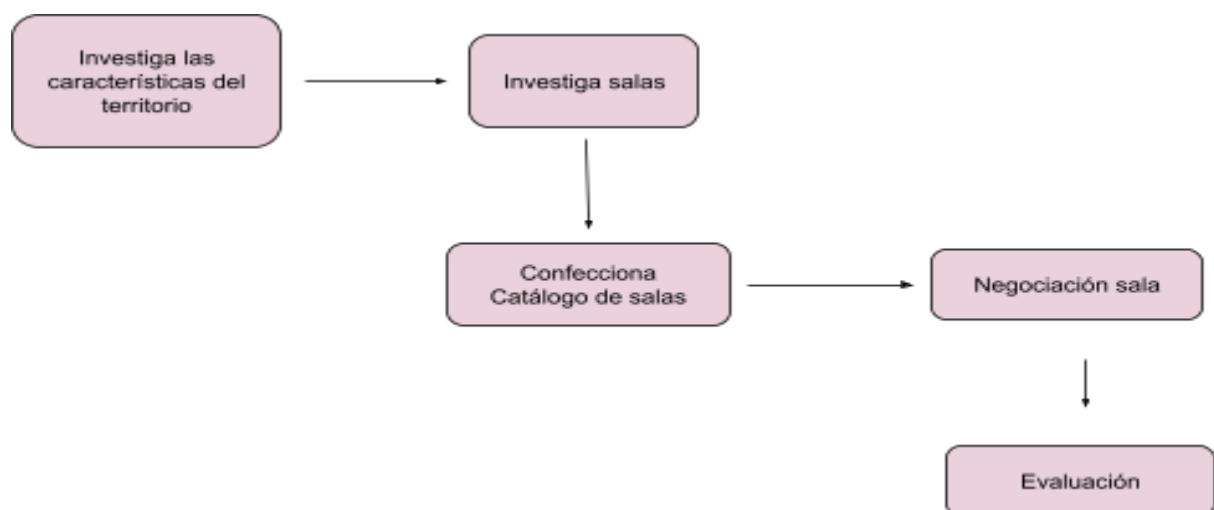 Investiga las
características del
territorio
Investiga salas
Confecciona
Catálogo de salas
Negociación sala
Evaluación